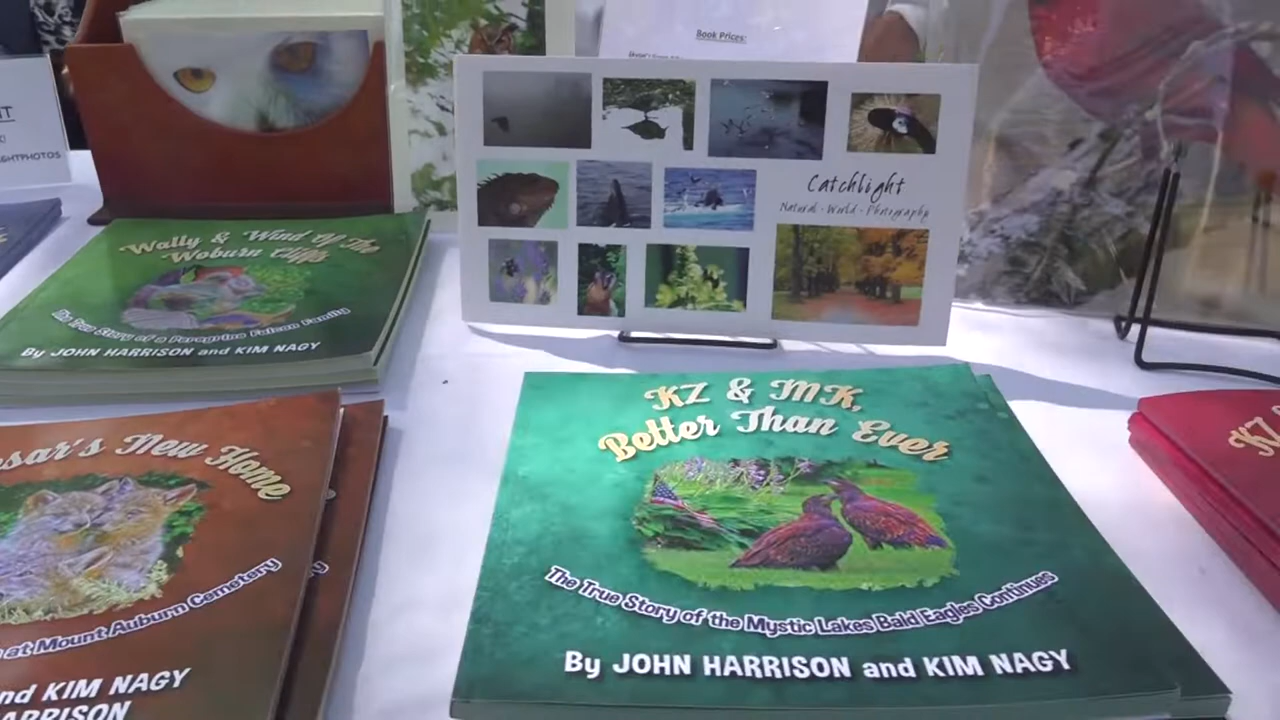 Book Prices:
GHTPHOTOS
Catchlight
Natural - World - Photography
Wally & Wind Of The
Woburn Cliffs
The True Story of a Peregrine Falcon Family
By JOHN HARRISON and KIM NAGY
sar's New Home
at Mount Auburn Cemetery
nd KIM NAGY
ARRISON
KZ & MK,
Better Than Ever
The True Story of the Mystic Lakes Bald Eagles Continues
By JOHN HARRISON and KIM NAGY
KZ